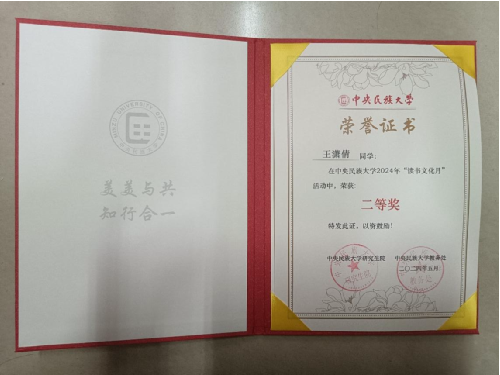 美美与共
知行合一
中央民族大学
荣誉证书
王潇倩 同学:
在中央民族大学2024年“读书文化月”
活动中,荣获:
二等奖
特发此证,以资鼓励!
中央民族大学研究生院 中央民族大学教务处
二〇二四年五月